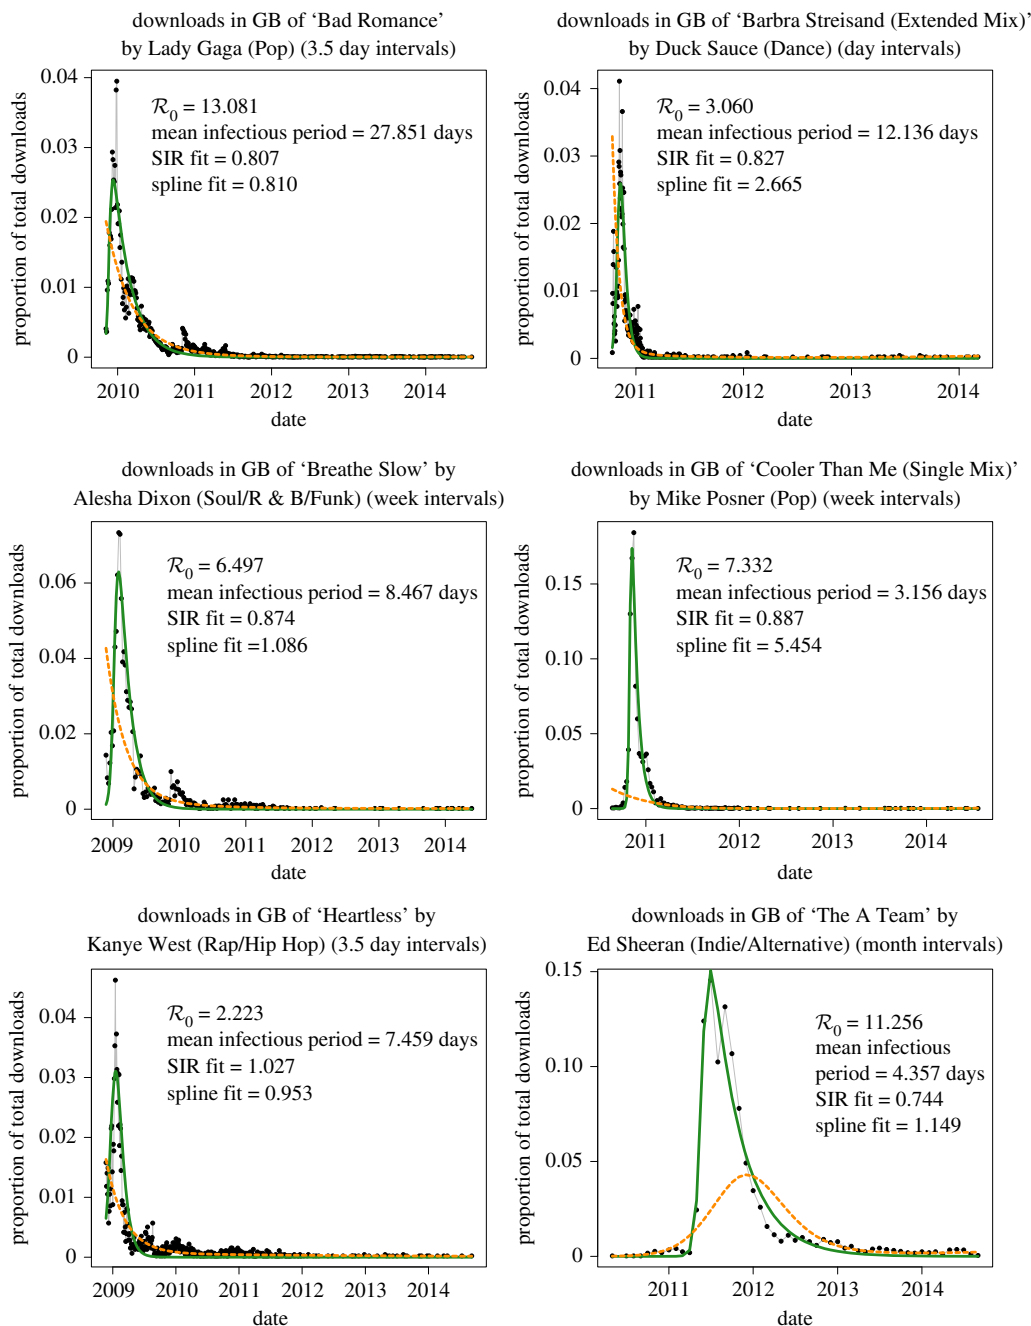 downloads in GB of ‘Bad Romance’
by Lady Gaga (Pop) (3.5 day intervals)
proportion of total downloads
0.04
0.03
0.02
0.01
0
R0 = 13.081
mean infectious period = 27.851 days
SIR fit = 0.807
spline fit = 0.810
2010 2011 2012 2013 2014
date
downloads in GB of ‘Barbra Streisand (Extended Mix)’
by Duck Sauce (Dance) (day intervals)
proportion of total downloads
0.04
0.03
0.02
0.01
0
R0 = 3.060
mean infectious period = 12.136 days
SIR fit = 0.827
spline fit = 2.665
2011 2012 2013 2014
date
downloads in GB of ‘Breathe Slow’ by
Alesha Dixon (Soul/R & B/Funk) (week intervals)
proportion of total downloads
0.06
0.04
0.02
0
R0 = 6.497
mean infectious period = 8.467 days
SIR fit = 0.874
spline fit =1.086
2009 2010 2011 2012 2013 2014
date
downloads in GB of ‘Cooler Than Me (Single Mix)’
by Mike Posner (Pop) (week intervals)
proportion of total downloads
0.15
0.10
0.05
0
R0 = 7.332
mean infectious period = 3.156 days
SIR fit = 0.887
spline fit = 5.454
2011 2012 2013 2014
date
downloads in GB of ‘Heartless’ by
Kanye West (Rap/Hip Hop) (3.5 day intervals)
proportion of total downloads
0.04
0.03
0.02
0.01
0
R0 = 2.223
mean infectious period = 7.459 days
SIR fit = 1.027
spline fit = 0.953
2009 2010 2011 2012 2013 2014
date
downloads in GB of ‘The A Team’ by
Ed Sheeran (Indie/Alternative) (month intervals)
proportion of total downloads
0.15
0.10
0.05
0
R0 = 11.256
mean infectious
period = 4.357 days
SIR fit = 0.744
spline fit = 1.149
2011 2012 2013 2014
date